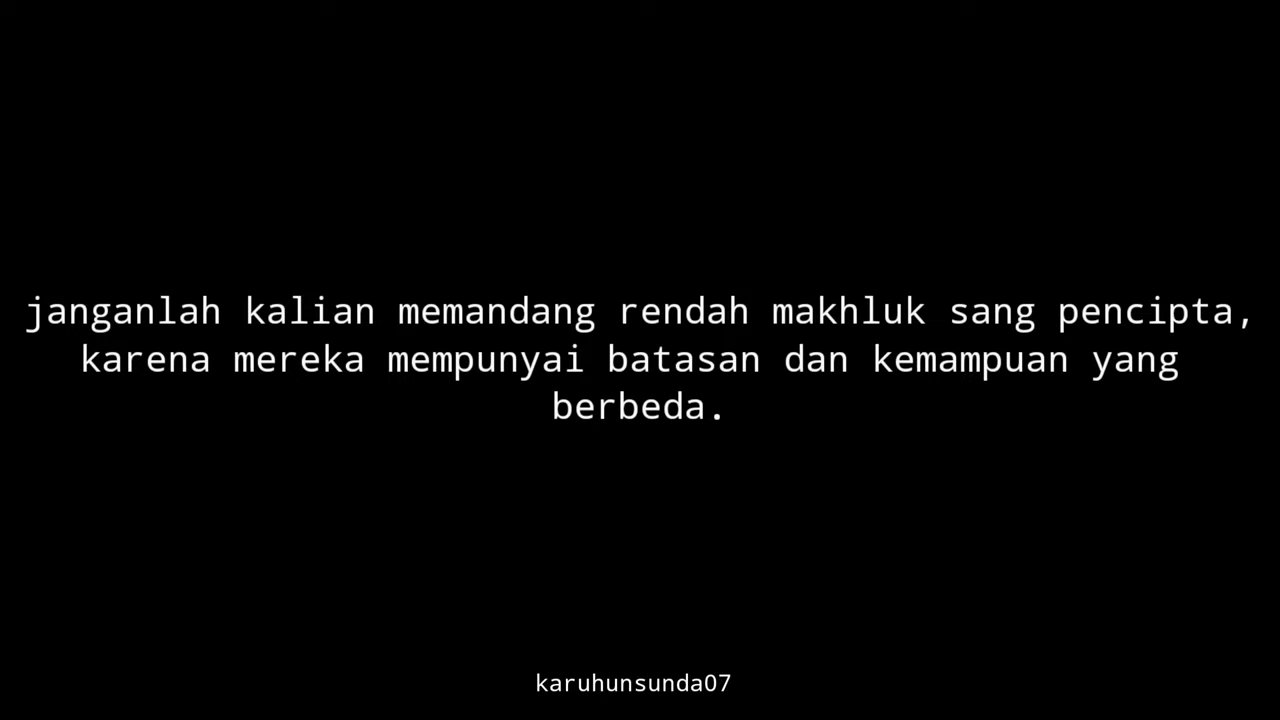 janganlah kalian memandang rendah makhluk sang pencipta,
karena mereka mempunyai batasan dan kemampuan yang
berbeda.
karuhunsunda07